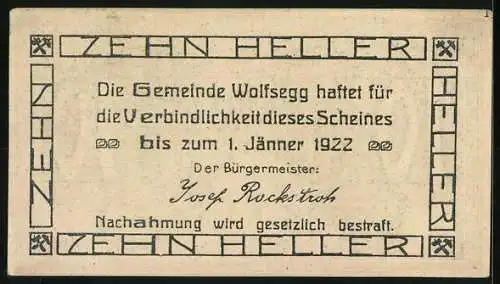 ZEHN HELLER
ZEHN
HELLER
Die Gemeinde Wolfsegg haftet für
die Verbindlichkeit dieses Scheines
bis zum 1. Jänner 1922
Der Bürgermeister:
Josef Rockstroh
Nachahmung wird gesetzlich bestraft.
ZEHN HELLER